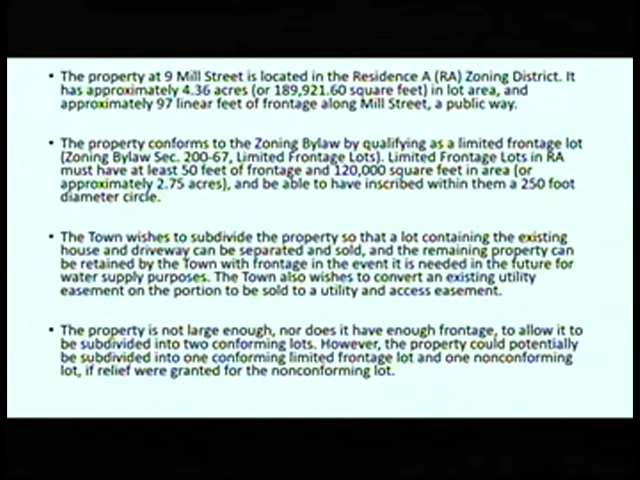 • The property at 9 Mill Street is located in the Residence A (RA) Zoning District. It
has approximately 4.36 acres (or 189,921.60 square feet) in lot area, and
approximately 97 linear feet of frontage along Mill Street, a public way.
• The property conforms to the Zoning Bylaw by qualifying as a limited frontage lot
(Zoning Bylaw Sec. 200-67, Limited Frontage Lots). Limited Frontage Lots in RA
must have at least 50 feet of frontage and 120,000 square feet in area (or
approximately 2.75 acres), and be able to have inscribed within them a 250 foot
diameter circle.
• The Town wishes to subdivide the property so that a lot containing the existing
house and driveway can be separated and sold, and the remaining property can
be retained by the Town with frontage in the event it is needed in the future for
water supply purposes. The Town also wishes to convert an existing utility
easement on the portion to be sold to a utility and access easement.
• The property is not large enough, nor does it have enough frontage, to allow it to
be subdivided into two conforming lots. However, the property could potentially
be subdivided into one conforming limited frontage lot and one nonconforming
lot, if relief were granted for the nonconforming lot.